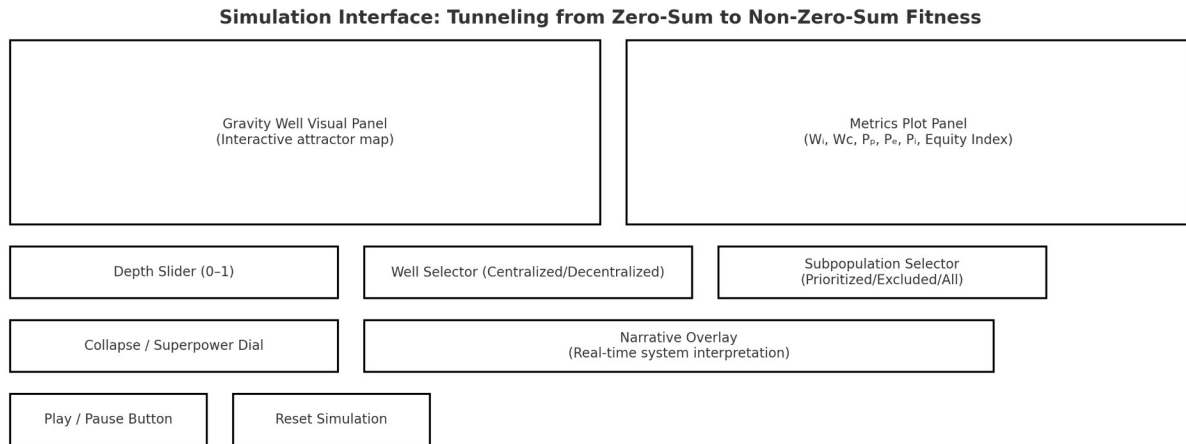 Simulation Interface: Tunneling from Zero-Sum to Non-Zero-Sum Fitness
Gravity Well Visual Panel
(Interactive attractor map)
Metrics Plot Panel
(Wᵢ, Wc, Pₚ, Pₑ, Pₗ, Equity Index)
Depth Slider (0–1)
Well Selector (Centralized/Decentralized)
Subpopulation Selector
(Prioritized/Excluded/All)
Collapse / Superpower Dial
Narrative Overlay
(Real-time system interpretation)
Play / Pause Button
Reset Simulation